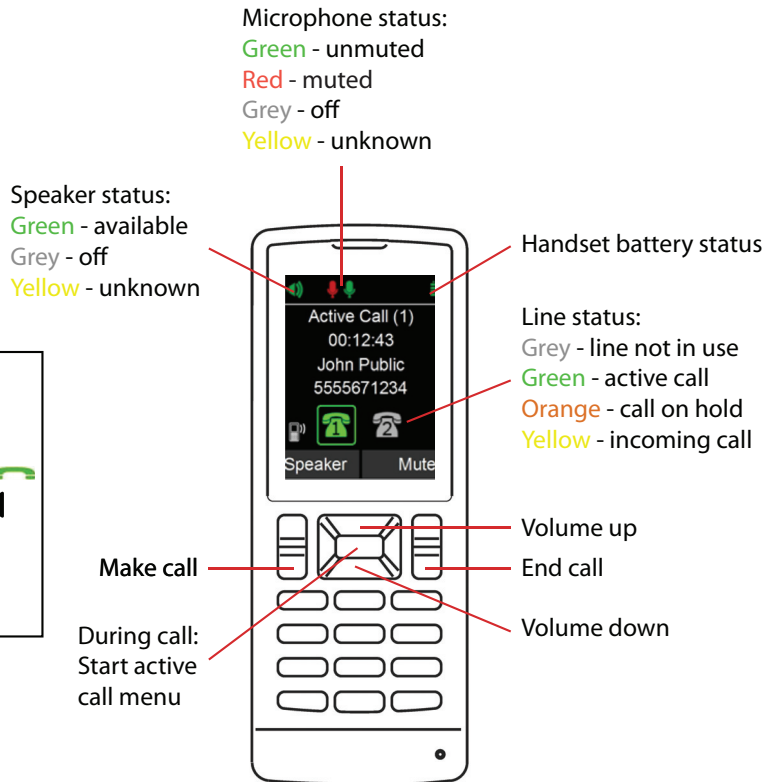 Microphone status:
Green - unmuted
Red - muted
Grey - off
Yellow - unknown
Speaker status:
Green - available
Grey - off
Yellow - unknown
Handset battery status
Line status:
Grey - line not in use
Green - active call
Orange - call on hold
Yellow - incoming call
Active Call (1)
00:12:43
John Public
5555671234
1 2
Speaker Mute
Volume up
Make call
End call
Volume down
During call:
Start active
call menu